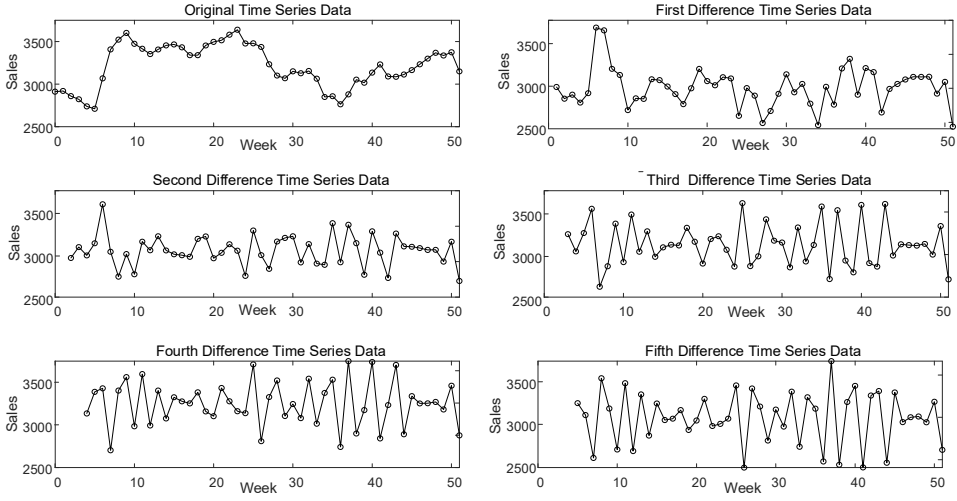 Original Time Series Data
3500
3000
2500
Sales
0 10 20 30 40 50
Week
First Difference Time Series Data
3500
3000
2500
Sales
0 10 20 30 40 50
Week
Second Difference Time Series Data
3500
3000
2500
Sales
0 10 20 30 40 50
Week
Third Difference Time Series Data
3500
3000
2500
Sales
0 10 20 30 40 50
Week
Fourth Difference Time Series Data
3500
3000
2500
Sales
0 10 20 30 40 50
Week
Fifth Difference Time Series Data
3500
3000
2500
Sales
0 10 20 30 40 50
Week